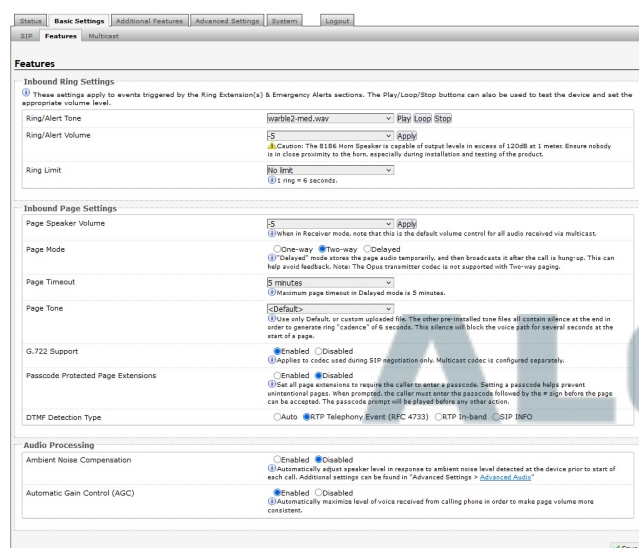 Status Basic Settings Additional Features Advanced Settings System Logout
SIP Features Multicast
Features
Inbound Ring Settings
These settings apply to events triggered by the Ring Extension(s) & Emergency Alerts sections. The Play/Loop/Stop buttons can also be used to test the device and set the
appropriate volume level.
Ring/Alert Tone warble2-med.wav Play Loop Stop
Ring/Alert Volume -5 Apply
Caution: The 8186 Horn Speaker is capable of output levels in excess of 120dB at 1 meter. Ensure nobody
is in close proximity to the horn, especially during installation and testing of the product.
Ring Limit No limit
1 ring = 6 seconds.
Inbound Page Settings
Page Speaker Volume -5 Apply
When in Receiver mode, note that this is the default volume control for all audio received via multicast.
Page Mode One-way Two-way Delayed
"Delayed" mode stores the page audio temporarily, and then broadcasts it after the call is hung-up. This can
help avoid feedback. Note: The Opus transmitter codec is not supported with Two-way paging.
Page Timeout 5 minutes
Maximum page timeout in Delayed mode is 5 minutes.
Page Tone <Default>
Use only Default, or custom uploaded file. The other pre-installed tone files all contain silence at the end in
order to generate ring "cadence" of 6 seconds. This silence will block the voice path for several seconds at the
start of a page.
G.722 Support Enabled Disabled
Applies to codec used during SIP negotiation only. Multicast codec is configured separately.
Passcode Protected Page Extensions Enabled Disabled
Set all page extensions to require the caller to enter a passcode. Setting a passcode helps prevent
unintentional pages. When prompted, the caller must enter the passcode followed by the # sign before the page
can be accepted. The passcode prompt will be played before any other action.
DTMF Detection Type Auto RTP Telephony Event (RFC 4733) RTP In-band SIP INFO
Audio Processing
Ambient Noise Compensation Enabled Disabled
Automatically adjust speaker level in response to ambient noise level detected at the device prior to start of
each call. Additional settings can be found in "Advanced Settings > Advanced Audio"
Automatic Gain Control (AGC) Enabled Disabled
Automatically maximize level of voice received from calling phone in order to make page volume more
consistent.